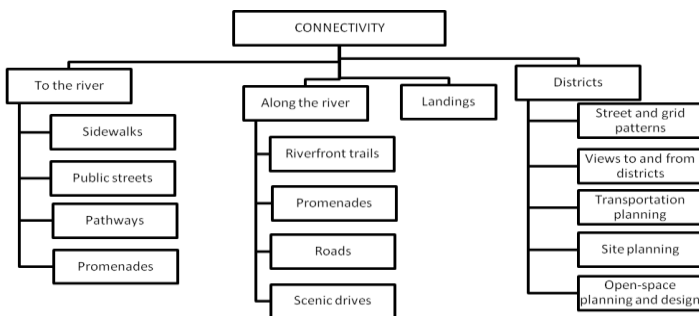 CONNECTIVITY
To the river
Sidewalks
Public streets
Pathways
Promenades
Along the river
Riverfront trails
Promenades
Roads
Scenic drives
Landings
Districts
Street and grid
patterns
Views to and from
districts
Transportation
planning
Site planning
Open-space
planning and design